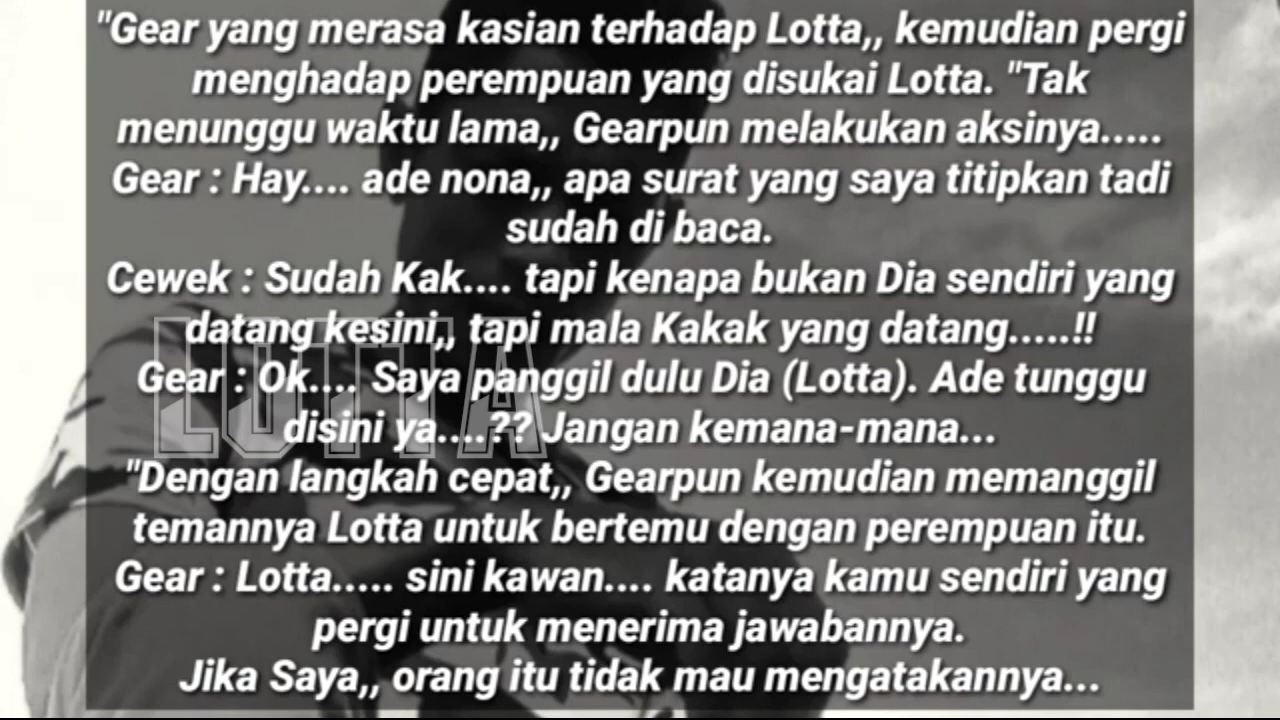 "Gear yang merasa kasian terhadap Lotta,, kemudian pergi
menghadap perempuan yang disukai Lotta. "Tak
menunggu waktu lama,, Gearpun melakukan aksinya.....
Gear : Hay.... ade nona,, apa surat yang saya titipkan tadi
sudah di baca.
Cewek : Sudah Kak.... tapi kenapa bukan Dia sendiri yang
datang kesini,, tapi mala Kakak yang datang.....!!
Gear : Ok.... Saya panggil dulu Dia (Lotta). Ade tunggu
disini ya....?? Jangan kemana-mana...
LOTTA
"Dengan langkah cepat,, Gearpun kemudian memanggil
temannya Lotta untuk bertemu dengan perempuan itu.
Gear : Lotta..... sini kawan.... katanya kamu sendiri yang
pergi untuk menerima jawabannya.
Jika Saya,, orang itu tidak mau mengatakannya...